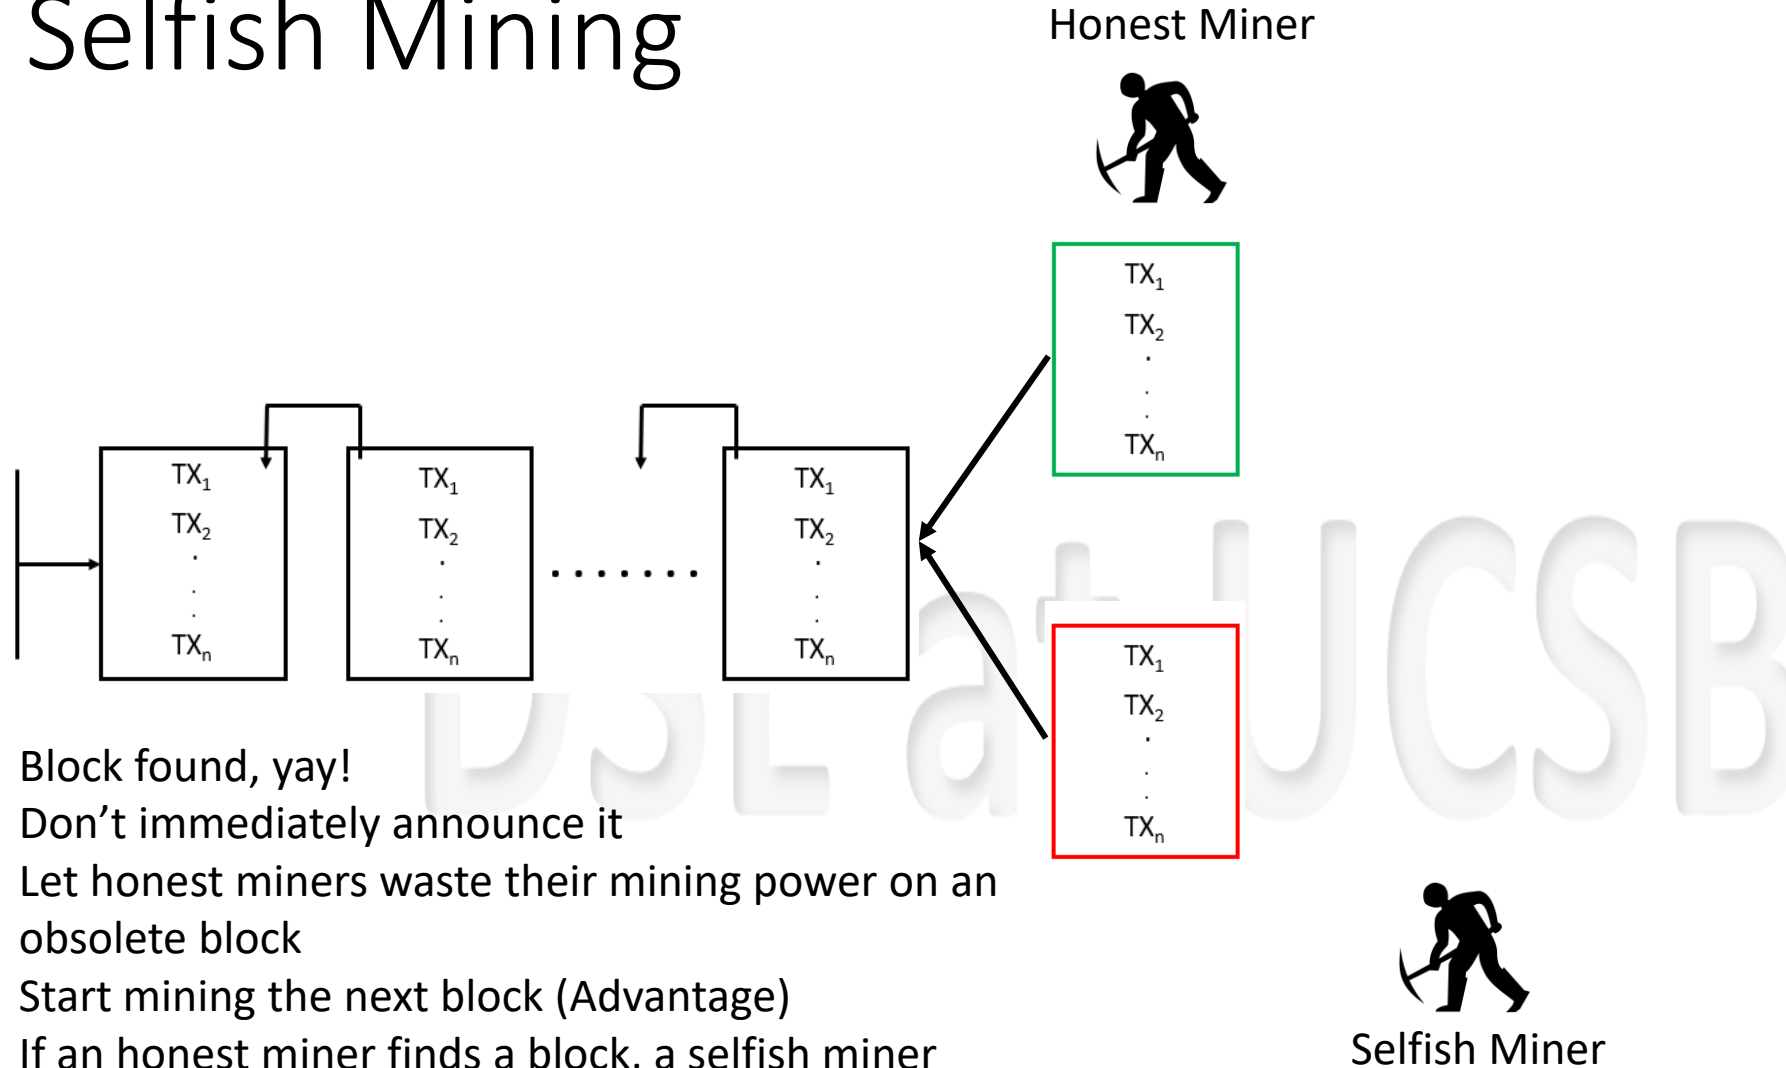 Selfish Mining
Honest Miner
TX1
TX2
.
.
.
TXn
TX1
TX2
.
.
.
TXn
TX1
TX2
.
.
.
TXn
.......
TX1
TX2
.
.
.
TXn
TX1
TX2
.
.
.
TXn
DSL at UCSB
Block found, yay!
Don’t immediately announce it
Let honest miners waste their mining power on an
obsolete block
Start mining the next block (Advantage)
If an honest miner finds a block, a selfish miner
Selfish Miner